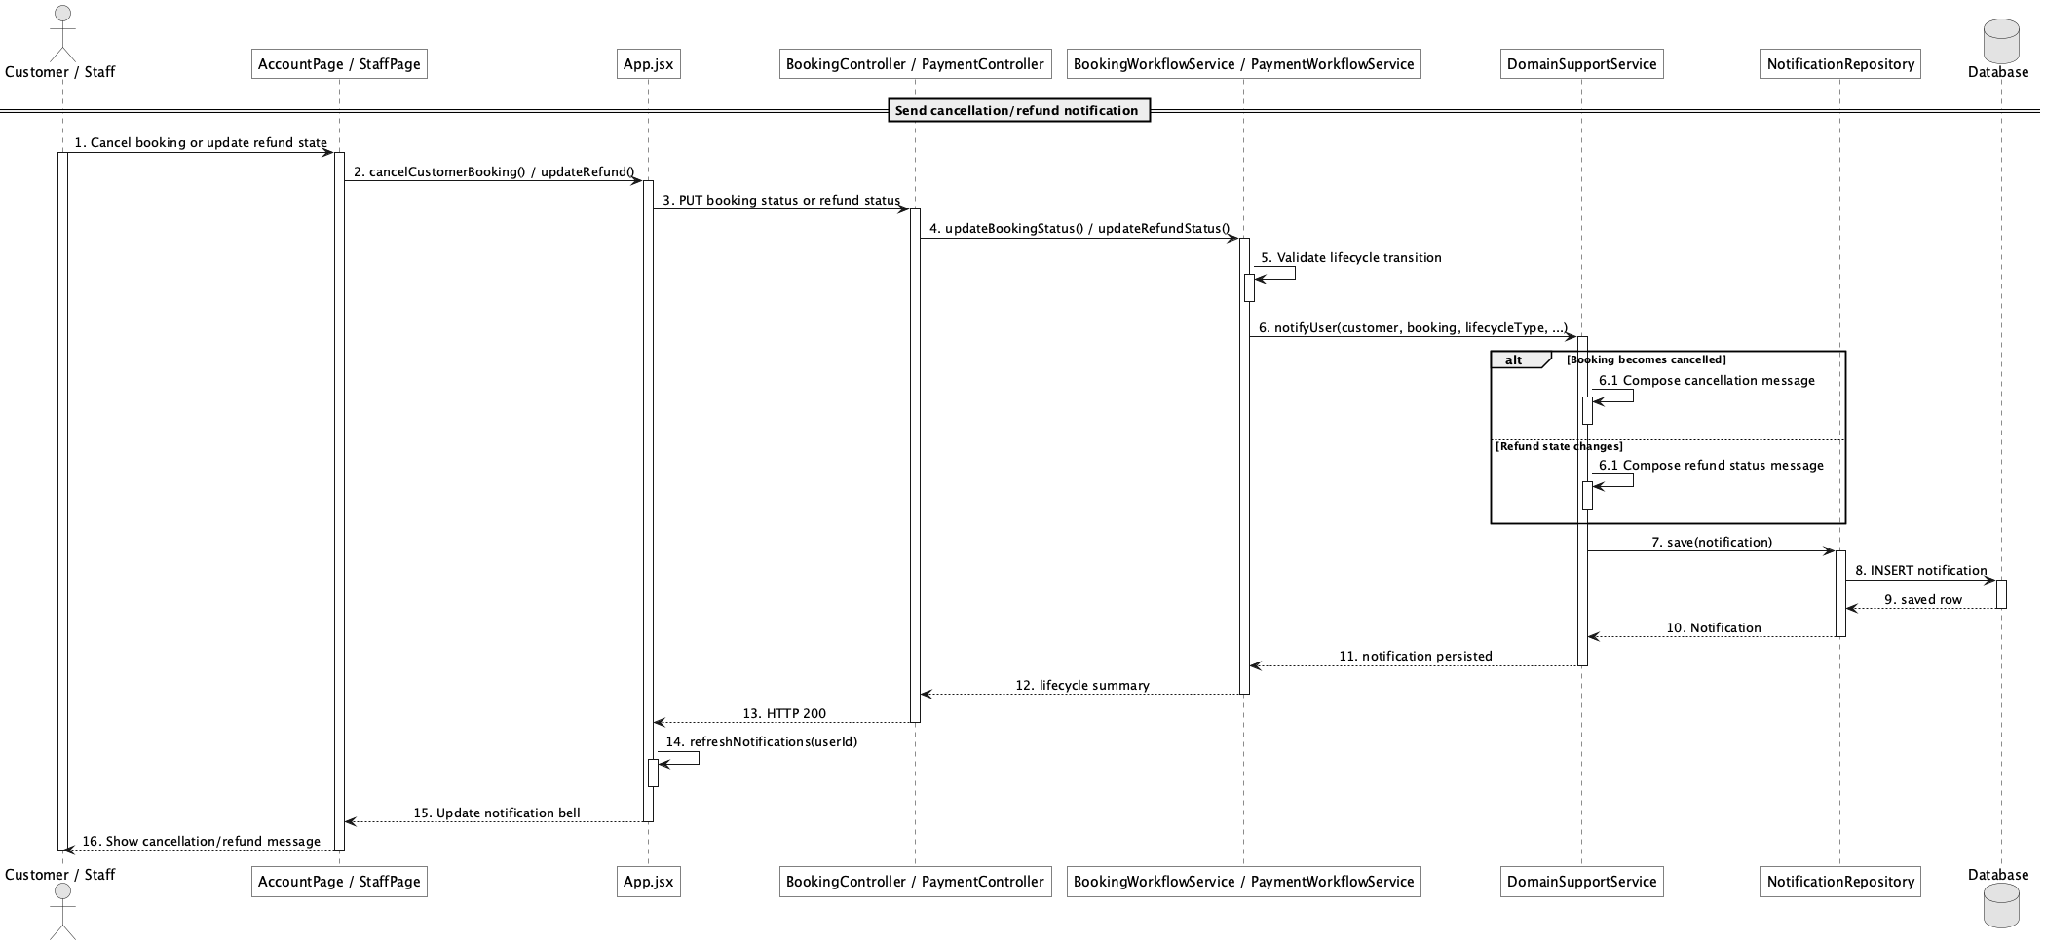 Customer / Staff
AccountPage / StaffPage
App.jsx
BookingController / PaymentController
BookingWorkflowService / PaymentWorkflowService
DomainSupportService
NotificationRepository
Database
Send cancellation/refund notification
1. Cancel booking or update refund state
2. cancelCustomerBooking() / updateRefund()
3. PUT booking status or refund status
4. updateBookingStatus() / updateRefundStatus()
5. Validate lifecycle transition
6. notifyUser(customer, booking, lifecycleType, ...)
alt
[Booking becomes cancelled]
6.1 Compose cancellation message
[Refund state changes]
6.1 Compose refund status message
7. save(notification)
8. INSERT notification
9. saved row
10. Notification
11. notification persisted
12. lifecycle summary
13. HTTP 200
14. refreshNotifications(userId)
15. Update notification bell
16. Show cancellation/refund message
Customer / Staff
AccountPage / StaffPage
App.jsx
BookingController / PaymentController
BookingWorkflowService / PaymentWorkflowService
DomainSupportService
NotificationRepository
Database